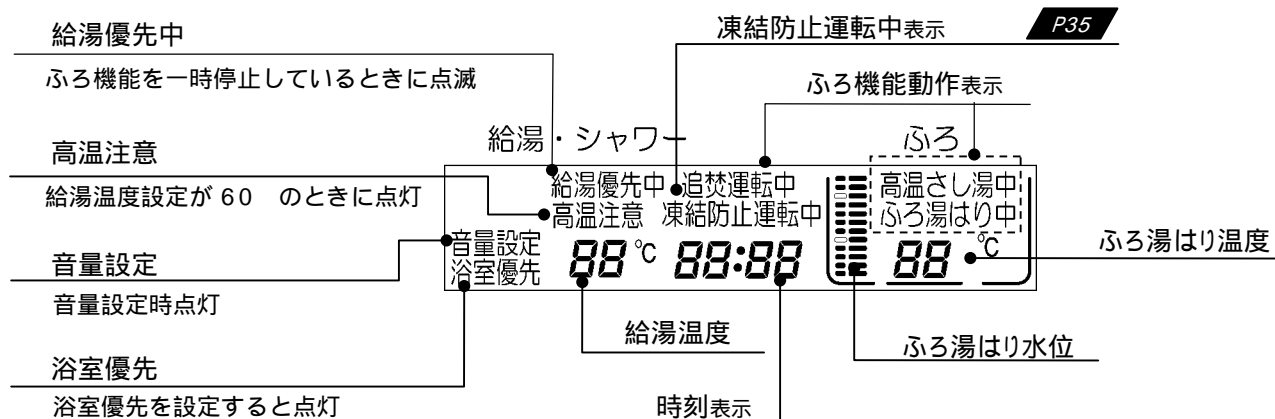 給湯優先中
ふろ機能を一時停止しているときに点滅
高温注意
給湯温度設定が60 のときに点灯
音量設定
音量設定時点灯
浴室優先
浴室優先を設定すると点灯
凍結防止運転中表示
P35
ふろ機能動作表示
給湯・シャワー
ふろ
給湯優先中 追焚運転中
高温注意 凍結防止運転中
高温さし湯中
ふろ湯はり中
音量設定
浴室優先
88℃ 88:88
88 ℃
ふろ湯はり温度
給湯温度
ふろ湯はり水位
時刻表示